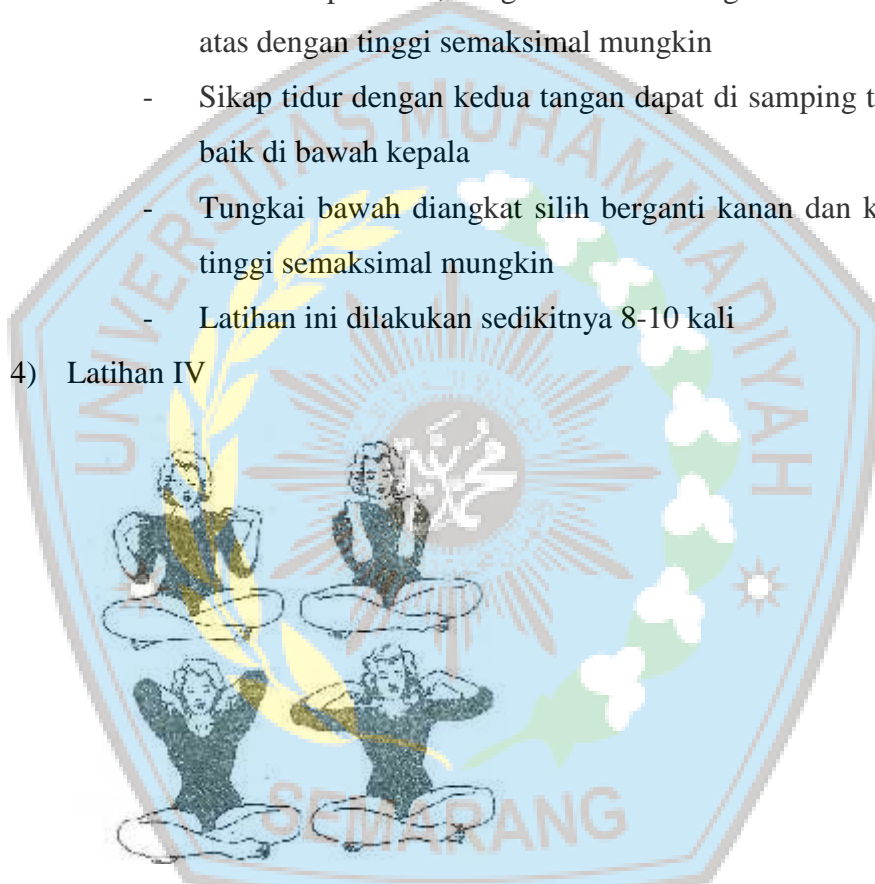 atas dengan tinggi semaksimal mungkin
- Sikap tidur dengan kedua tangan dapat di samping
baik di bawah kepala
- Tungkai bawah diangkat silih berganti kanan dan
tinggi semaksimal mungkin
- Latihan ini dilakukan sedikitnya 8-10 kali
4) Latihan IV
UNIVERSITAS MUHAMMADIYAH
SEMARANG